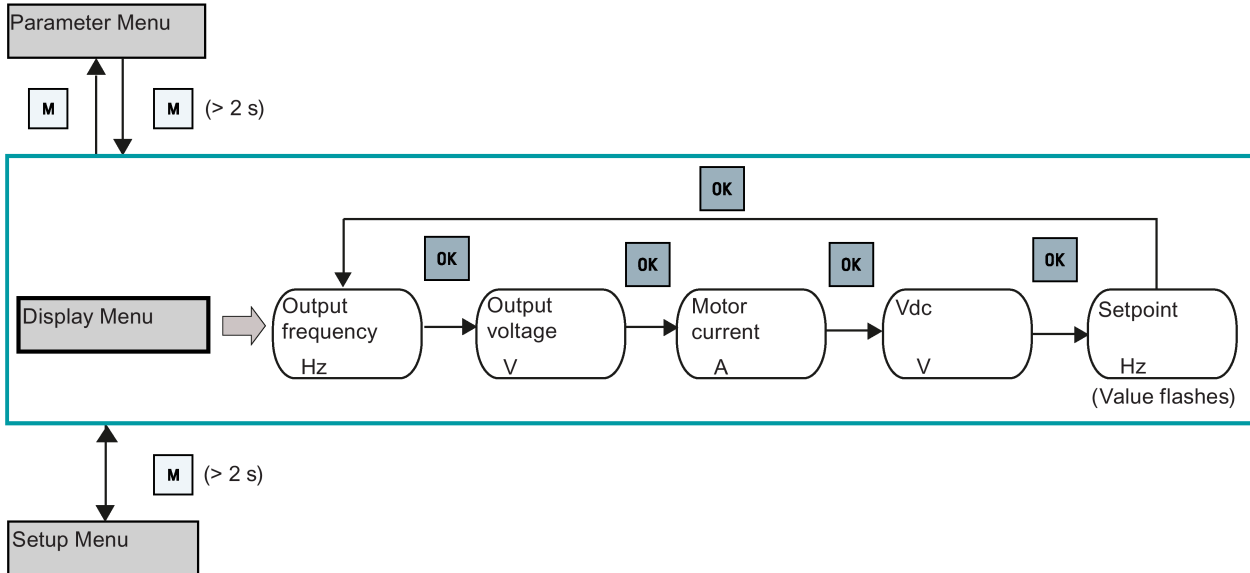 Parameter Menu
M
M (> 2 s)
OK
OK
OK
OK
OK
Display Menu
Output
frequency
Hz
Output
voltage
V
Motor
current
A
Vdc
V
Setpoint
Hz
(Value flashes)
M (> 2 s)
Setup Menu